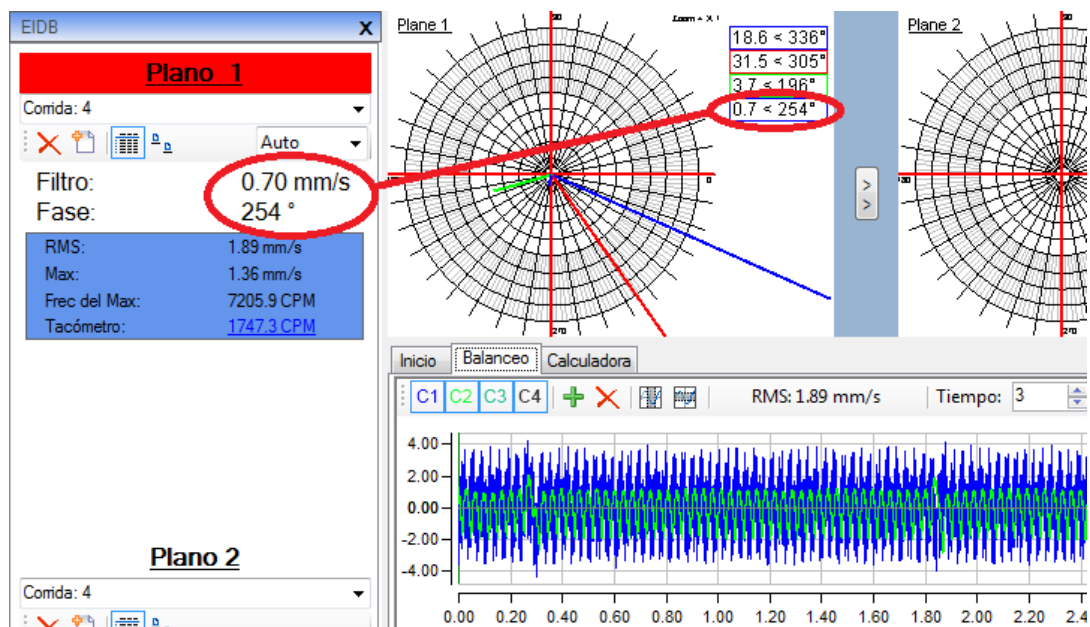 EIDB X
Plano 1
Corrida: 4
Auto
Filtro: 0.70 mm/s
Fase: 254 °
RMS: 1.89 mm/s
Max: 1.36 mm/s
Frec del Max: 7205.9 CPM
Tacómetro: 1747.3 CPM
Plano 2
Corrida: 4
Plane 1
18.6 < 336°
31.5 < 305°
3.7 < 196°
0.7 < 254°
0
270
>
>
Plane 2
Inicio Balanceo Calculadora
C1 C2 C3 C4 RMS: 1.89 mm/s Tiempo: 3
4.00
2.00
0.00
-2.00
-4.00
0.00 0.20 0.40 0.60 0.80 1.00 1.20 1.40 1.60 1.80 2.00 2.20 2.4